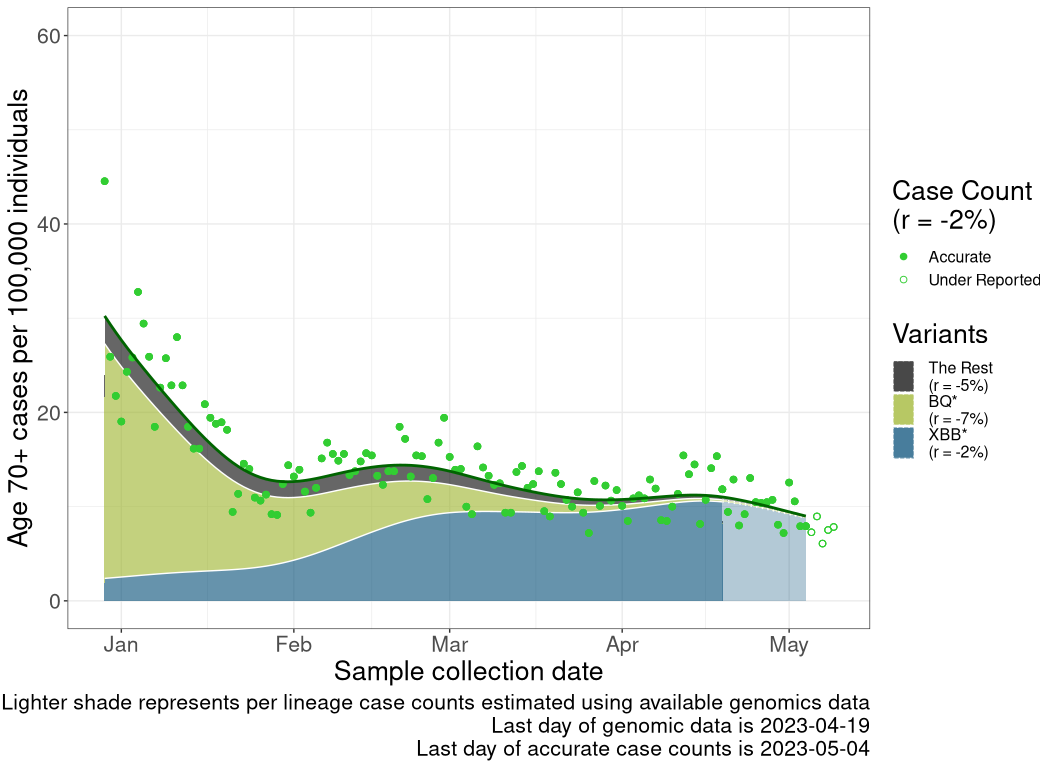 Age 70+ cases per 100,000 individuals
60
40
20
0
Jan
Feb
Mar
Apr
May
Sample collection date
Case Count
(r = -2%)
Accurate
Under Reported
Variants
The Rest
(r = -5%)
BQ*
(r = -7%)
XBB*
(r = -2%)
Lighter shade represents per lineage case counts estimated using available genomics data
Last day of genomic data is 2023-04-19
Last day of accurate case counts is 2023-05-04